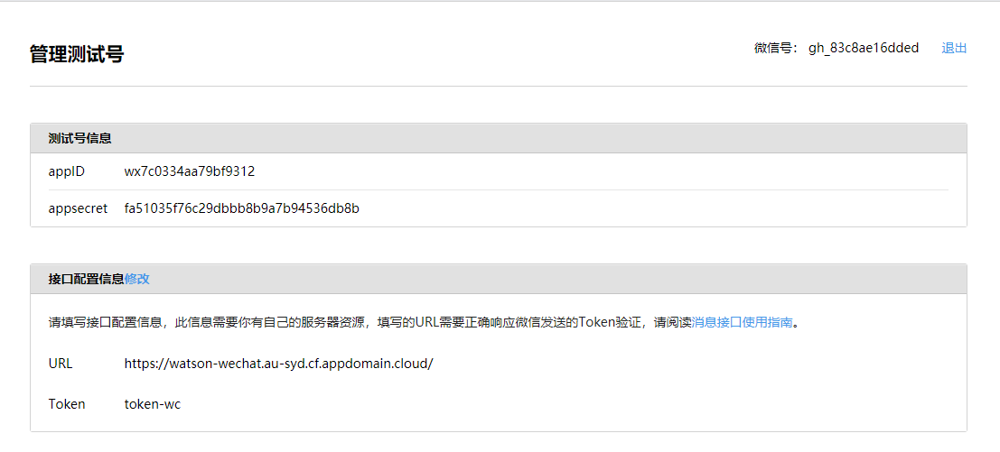 管理测试号
微信号： gh_83c8ae16dded 退出
测试号信息
appID wx7c0334aa79bf9312
appsecret fa51035f76c29dbbb8b9a7b94536db8b
接口配置信息修改
请填写接口配置信息，此信息需要你有自己的服务器资源，填写的URL需要正确响应微信发送的Token验证，请阅读消息接口使用指南。
URL https://watson-wechat.au-syd.cf.appdomain.cloud/
Token token-wc